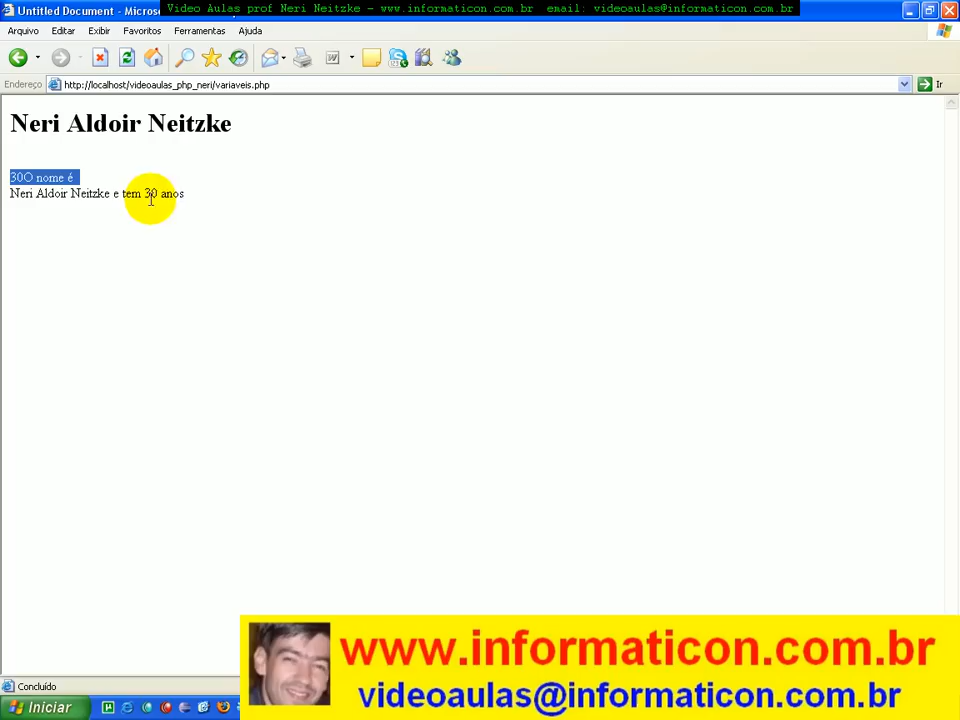 Untitled Document - Micros
Video Aulas prof Neri Neitzke - www.informaticon.com.br email: videoaulas@informaticon.com.br
Arquivo Editar Exibir Favoritos Ferramentas Ajuda
Endereço http://localhost/videoaulas_php_neri/variaveis.php Ir
Neri Aldoir Neitzke
30O nome é
Neri Aldoir Neitzke e tem 30 anos
www.informaticon.com.br
videoaulas@informaticon.com.br
Concluído
Iniciar